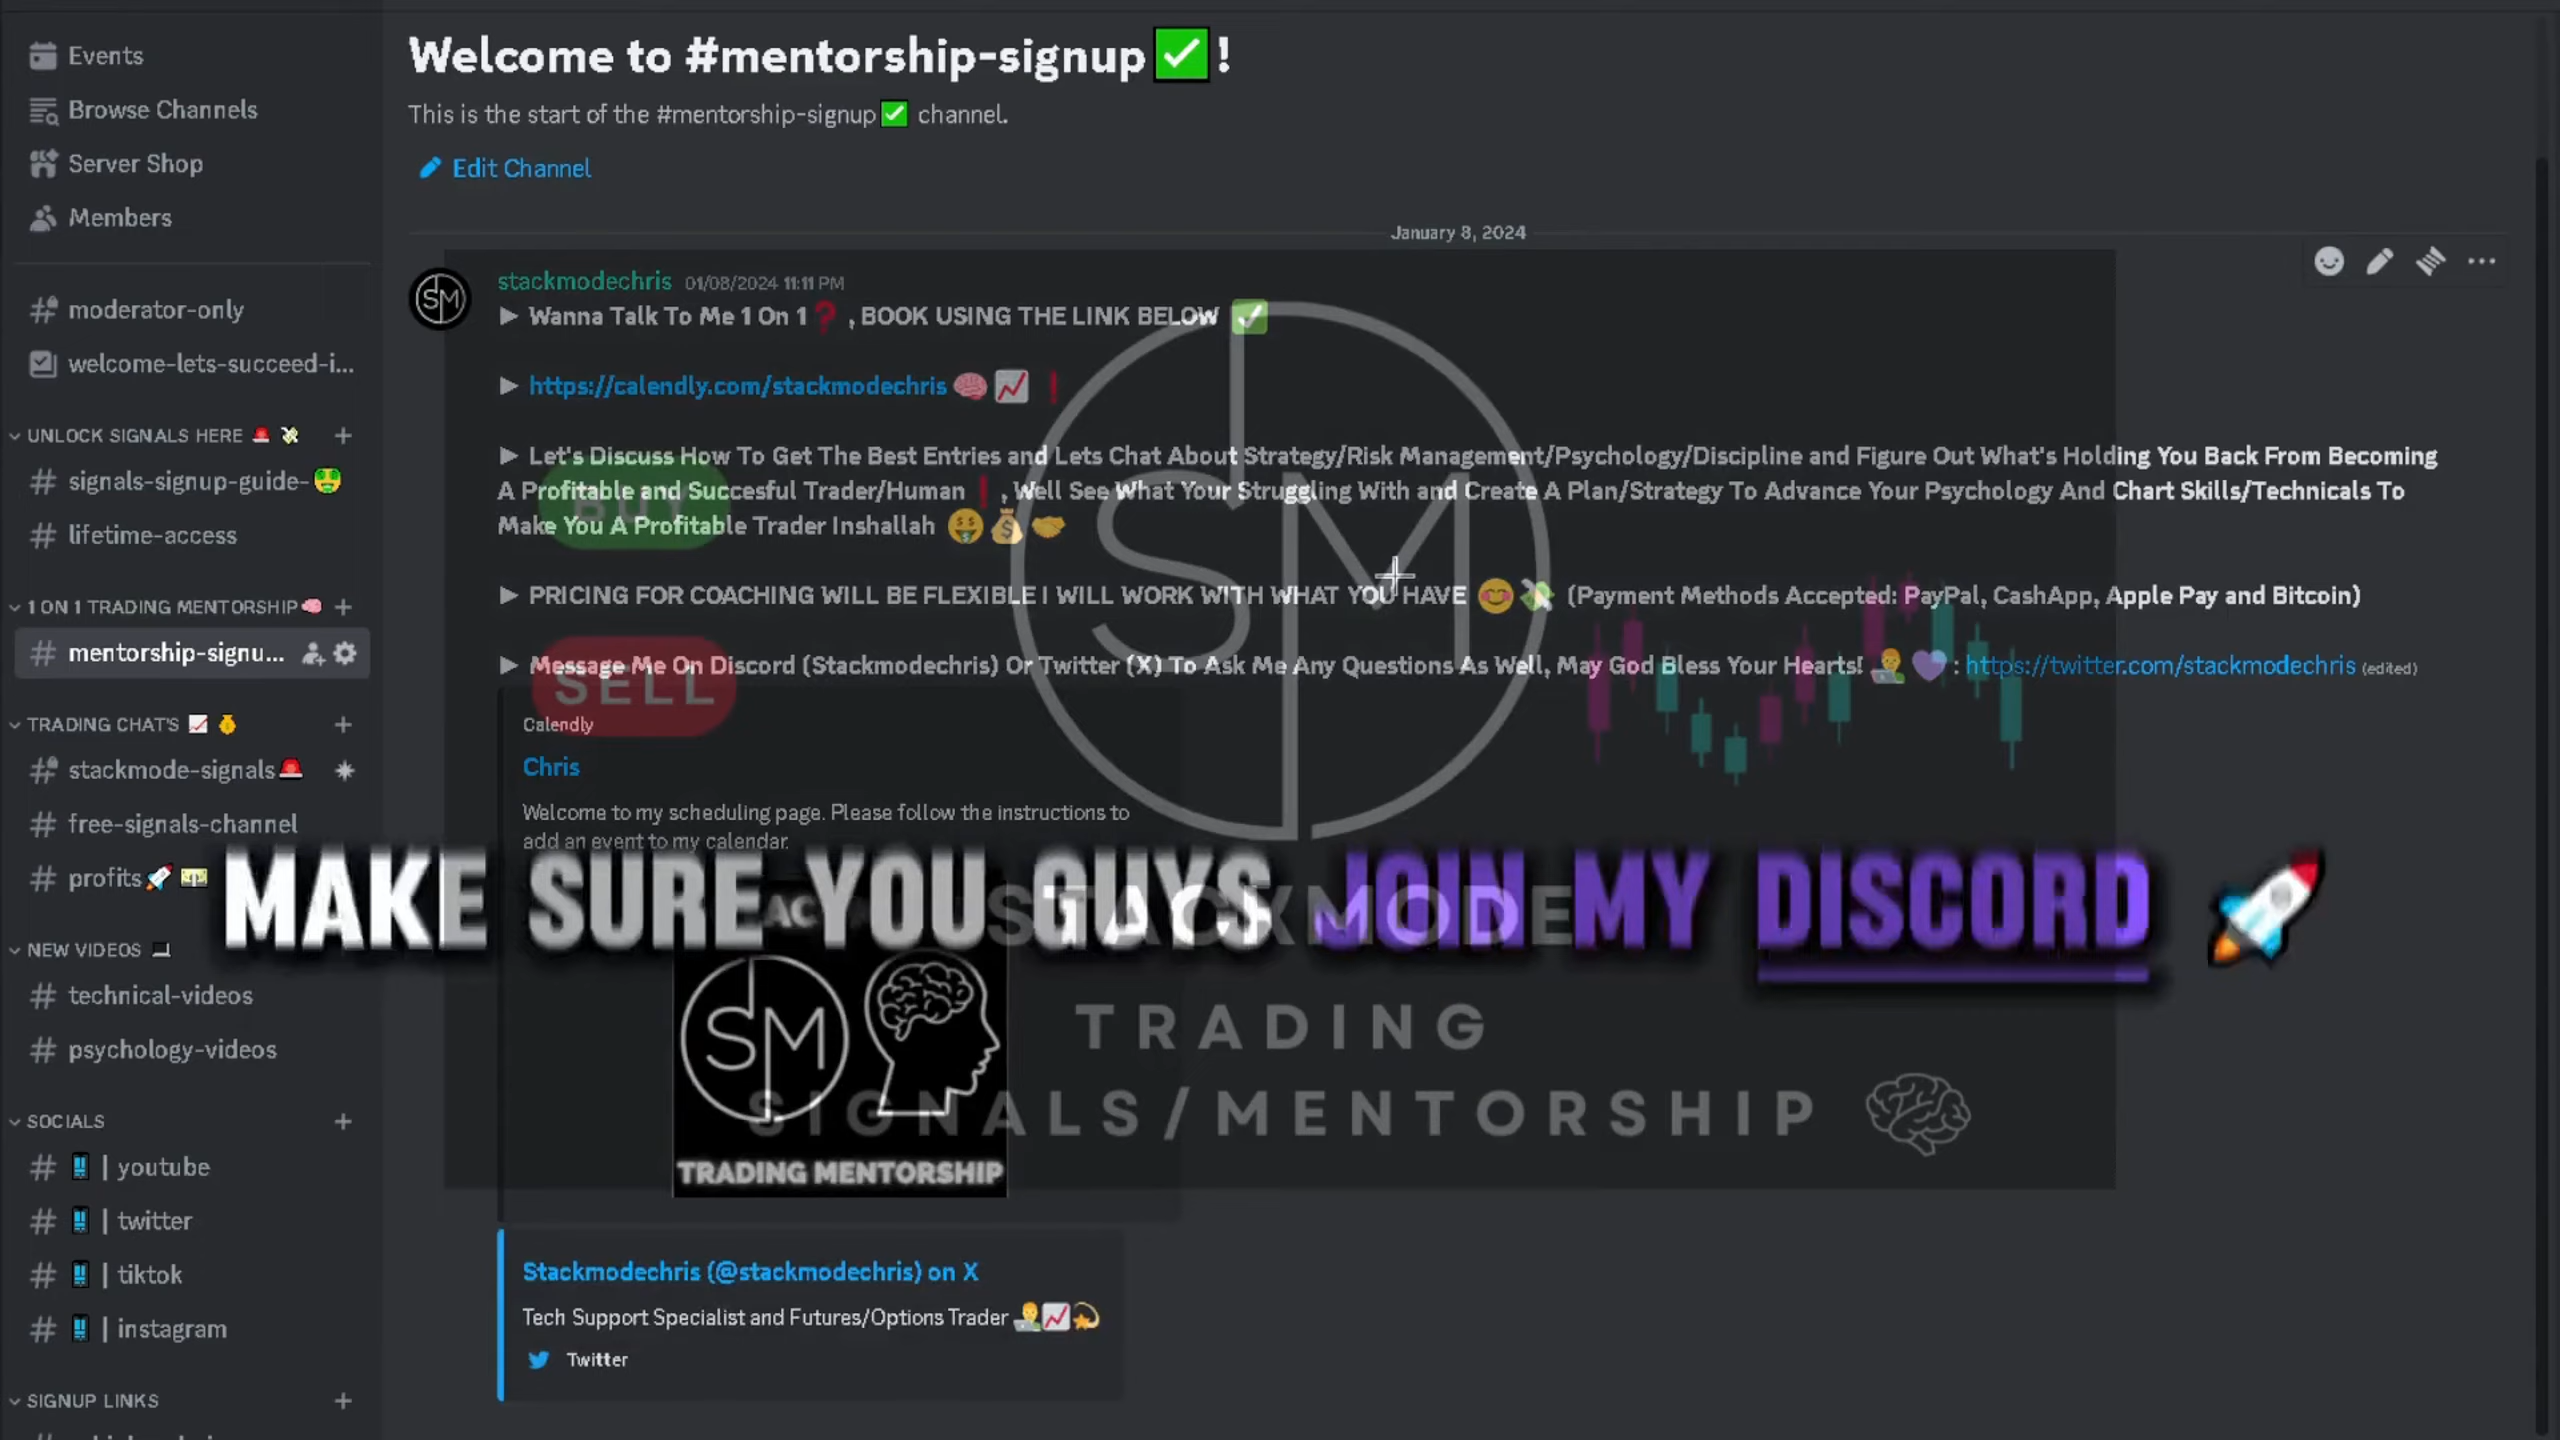 Events
Browse Channels
Server Shop
Members
moderator-only
welcome-lets-succeed-i...
UNLOCK SIGNALS HERE
signals-signup-guide-
lifetime-access
1 ON 1 TRADING MENTORSHIP
mentorship-signu...
TRADING CHAT'S
stackmode-signals
free-signals-channel
profits
NEW VIDEOS
technical-videos
psychology-videos
SOCIALS
| youtube
| twitter
| tiktok
| instagram
SIGNUP LINKS
Welcome to #mentorship-signup✅!
This is the start of the #mentorship-signup✅ channel.
Edit Channel
January 8, 2024
stackmodechris 01/08/2024 11:11 PM
► Wanna Talk To Me 1 On 1❓ , BOOK USING THE LINK BELOW ✅
► https://calendly.com/stackmodechris 🧠 📈 ❗
► Let's Discuss How To Get The Best Entries and Lets Chat About Strategy/Risk Management/Psychology/Discipline and Figure Out What's Holding You Back From Becoming
A Profitable and Succesful Trader/Human ❗ , Well See What Your Struggling With and Create A Plan/Strategy To Advance Your Psychology And Chart Skills/Technicals To
Make You A Profitable Trader Inshallah 🤑 💰 🤝
► PRICING FOR COACHING WILL BE FLEXIBLE I WILL WORK WITH WHAT YOU HAVE 😊 💸 (Payment Methods Accepted: PayPal, CashApp, Apple Pay and Bitcoin)
► Message Me On Discord (Stackmodechris) Or Twitter (X) To Ask Me Any Questions As Well, May God Bless Your Hearts! 👨‍💻 💜 : https://twitter.com/stackmodechris (edited)
BUY
SELL
SM
Calendly
Chris
Welcome to my scheduling page. Please follow the instructions to
add an event to my calendar.
MAKE SURE YOU GUYS JOIN MY DISCORD 🚀
STACKMODE
TRADING
SIGNALS/MENTORSHIP
SM
TRADING MENTORSHIP
Stackmodechris (@stackmodechris) on X
Tech Support Specialist and Futures/Options Trader 👨‍💻📈💫
Twitter